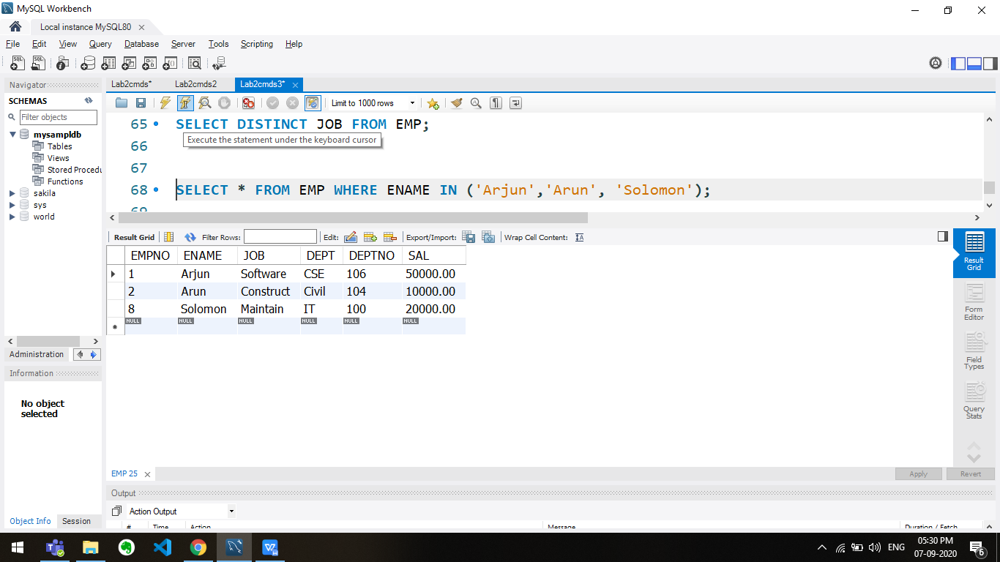 MySQL Workbench
Local instance MySQL80
File Edit View Query Database Server Tools Scripting Help
Navigator
SCHEMAS
Filter objects
mysampldb
Tables
Views
Stored Procedu
Functions
sakila
sys
world
Administration
Information
No object
selected
Object Info Session
Lab2cmds* Lab2cmds2 Lab2cmds3*
Limit to 1000 rows
65 SELECT DISTINCT JOB FROM EMP;
Execute the statement under the keyboard cursor
66
67
68 SELECT * FROM EMP WHERE ENAME IN ('Arjun','Arun', 'Solomon');
69
Result Grid Filter Rows: Edit: Export/Import: Wrap Cell Content:
EMPNO ENAME JOB DEPT DEPTNO SAL
1 Arjun Software CSE 106 50000.00
2 Arun Construct Civil 104 10000.00
8 Solomon Maintain IT 100 20000.00
NULL NULL NULL NULL NULL NULL
Result
Grid
Form
Editor
Field
Types
Query
Stats
EMP 25
Apply Revert
Output
Action Output
# Time Action Message Duration / Fetch
ENG
05:30 PM
07-09-2020
6